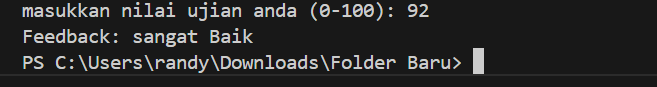 masukkan nilai ujian anda (0-100): 92
Feedback: sangat Baik
PS C:\Users\randy\Downloads\Folder Baru>